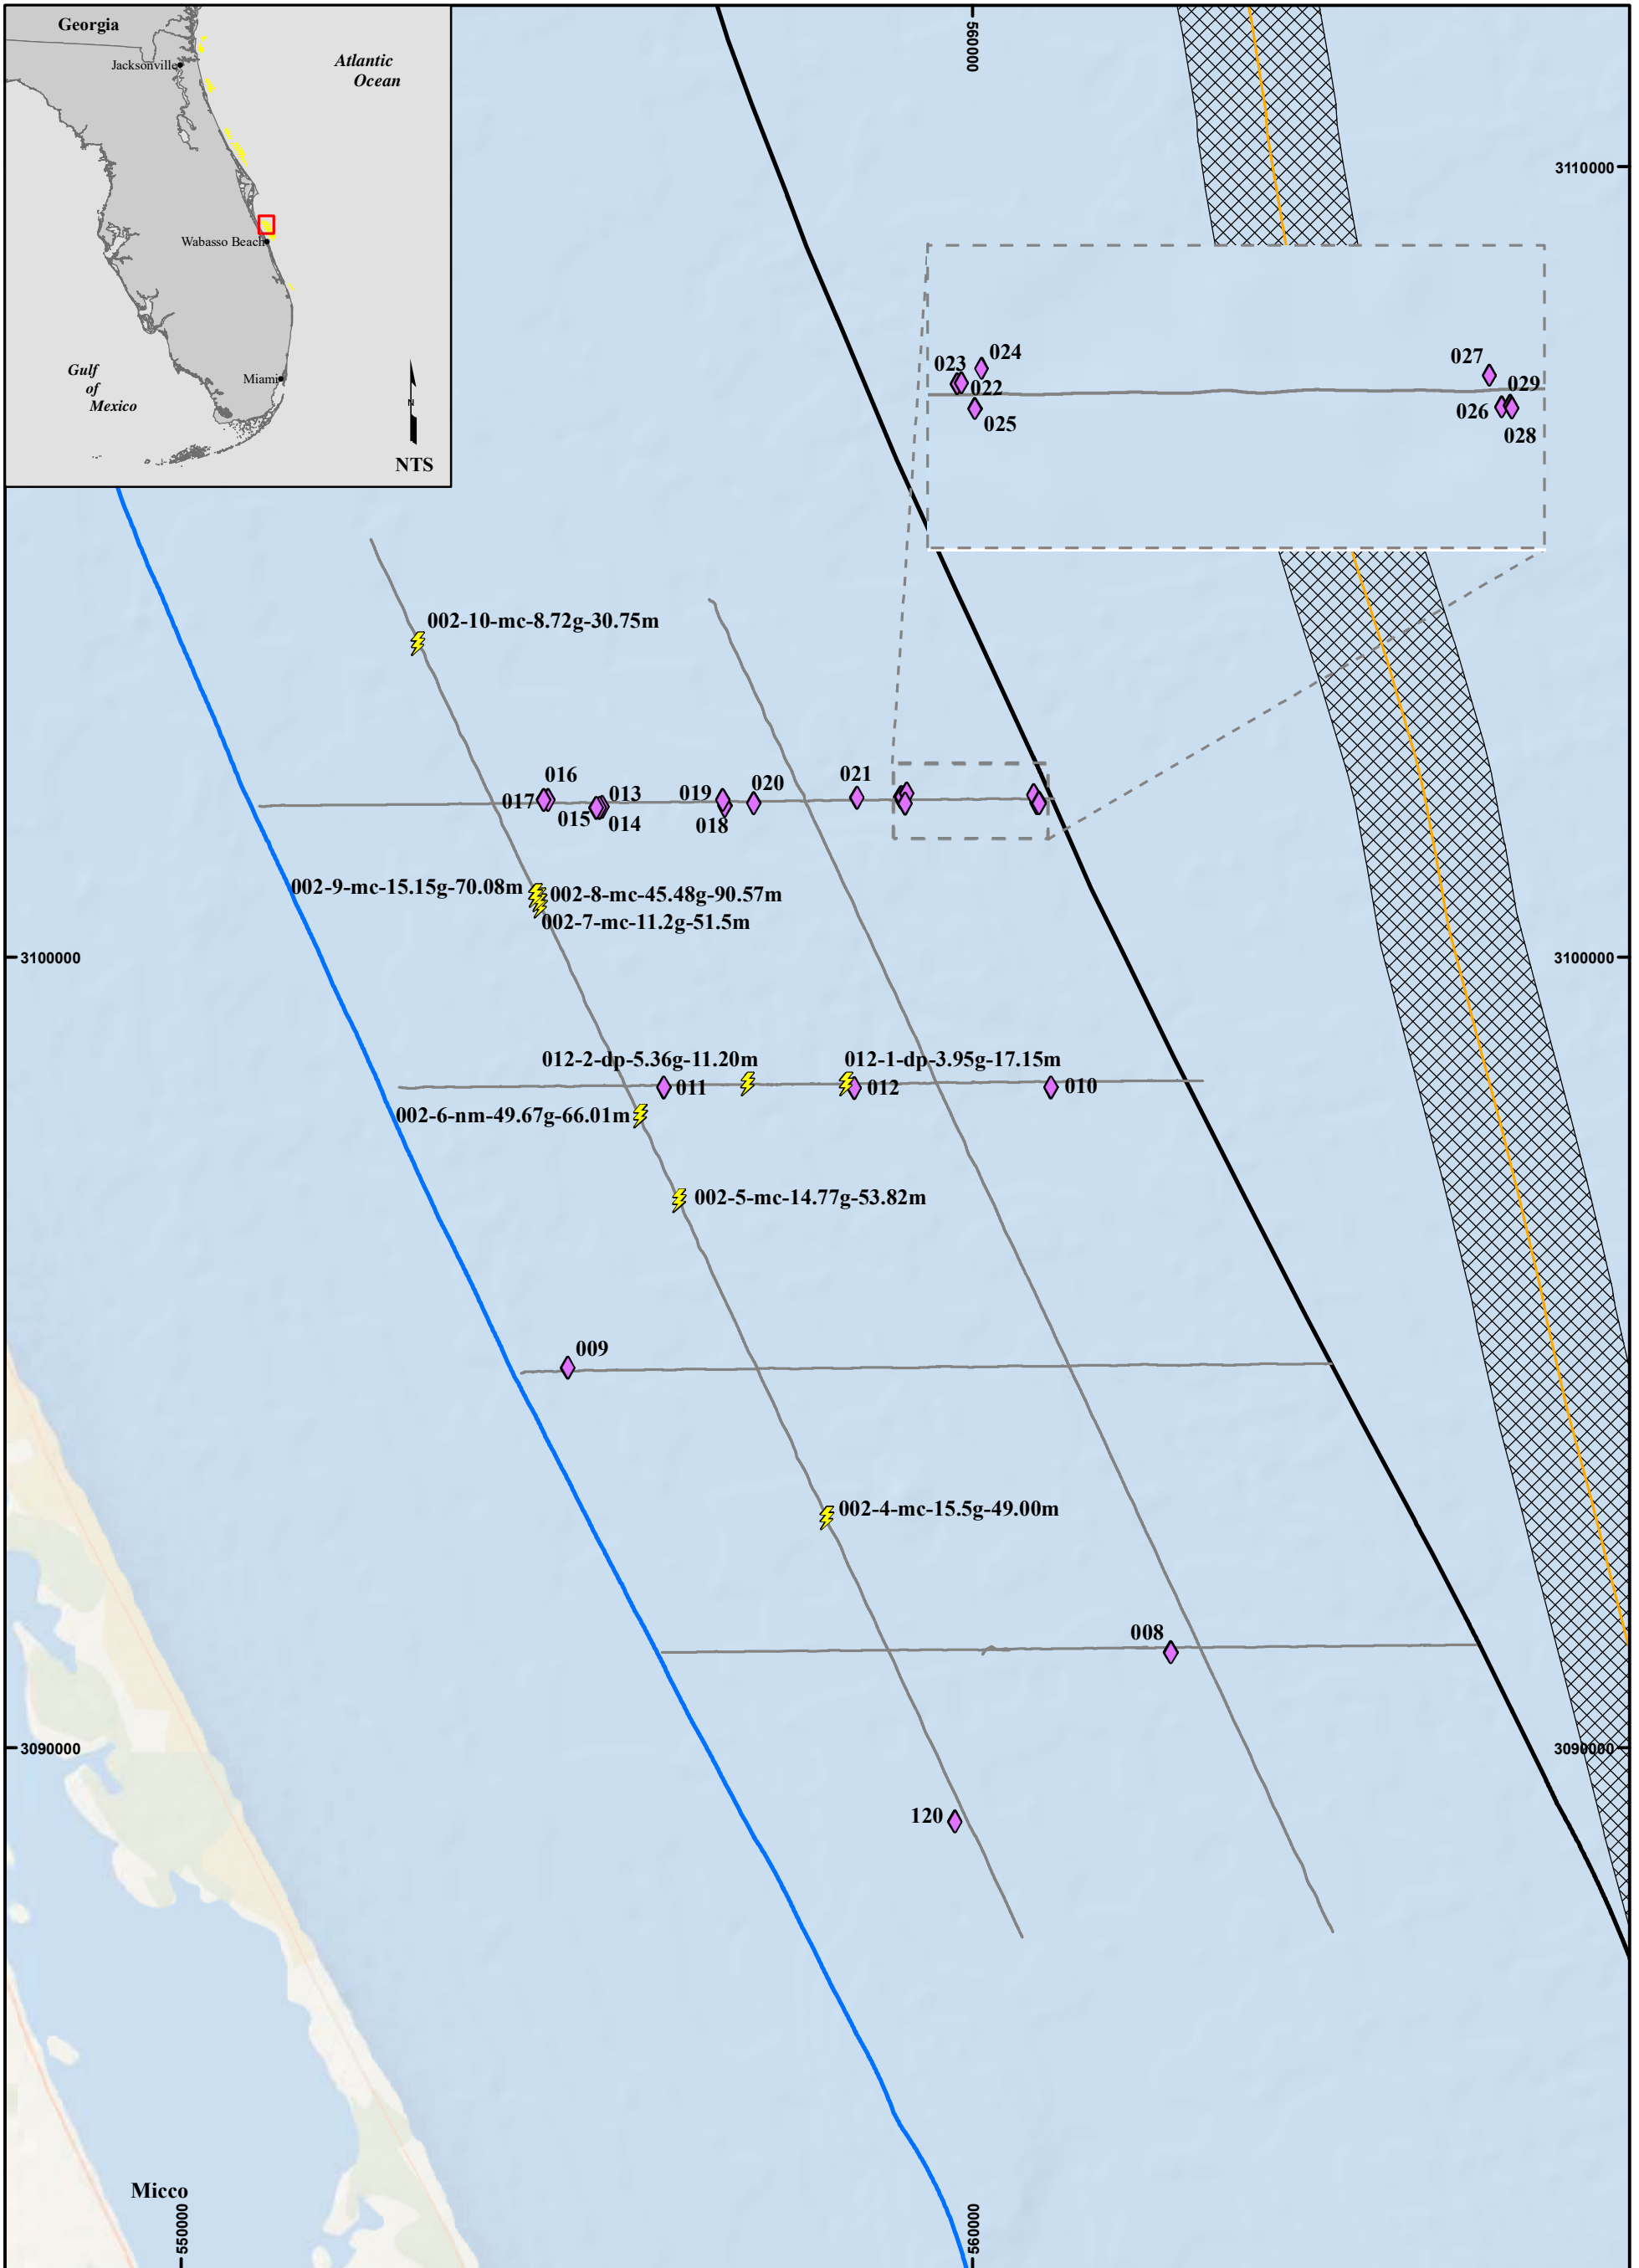 Georgia
Jacksonville
Atlantic
Ocean
Wabasso Beach
Gulf
of
Mexico
Miami
N
NTS
560000
3110000
023
024
022
025
027
029
026
028
002-10-mc-8.72g-30.75m
016
017
013
015
014
019
018
020
021
002-9-mc-15.15g-70.08m
002-8-mc-45.48g-90.57m
002-7-mc-11.2g-51.5m
3100000
3100000
012-2-dp-5.36g-11.20m
012-1-dp-3.95g-17.15m
011
012
010
002-6-nm-49.67g-66.01m
002-5-mc-14.77g-53.82m
009
002-4-mc-15.5g-49.00m
008
3090000
3090000
120
Micco
550000
560000